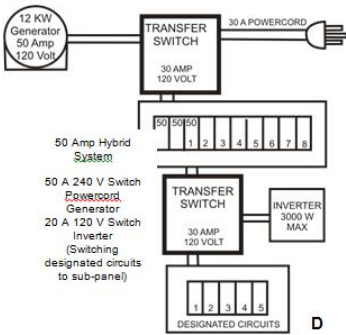 12 KW
Generator
50 Amp
120 Volt
TRANSFER
SWITCH
30 AMP
120 VOLT
30 A POWERCORD
50 50 50
1 2 3 4 5 6 7 8
50 Amp Hybrid
System
50 A 240 V Switch
Powercord
Generator
20 A 120 V Switch
Inverter
(Switching
designated circuits
to sub-panel)
TRANSFER
SWITCH
30 AMP
120 VOLT
INVERTER
3000 W
MAX
1 2 3 4 5
DESIGNATED CIRCUITS
D